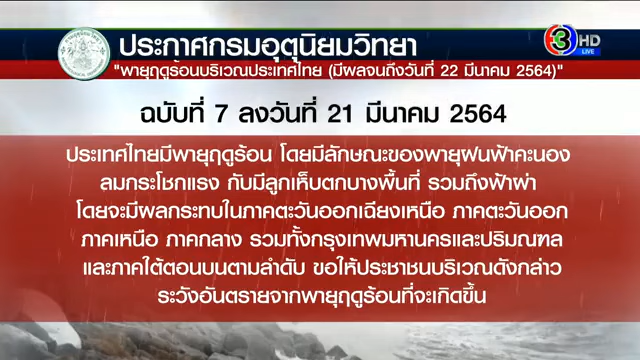 ประกาศกรมอุตุนิยมวิทยา
3 HD
LIVE
"พายุฤดูร้อนบริเวณประเทศไทย (มีผลจนถึงวันที่ 22 มีนาคม 2564)"
ฉบับที่ 7 ลงวันที่ 21 มีนาคม 2564
ประเทศไทยมีพายุฤดูร้อน โดยมีลักษณะของพายุฝนฟ้าคะนอง
ลมกระโชกแรง กับมีลูกเห็บตกบางพื้นที่ รวมถึงฟ้าผ่า
โดยจะมีผลกระทบในภาคตะวันออกเฉียงเหนือ ภาคตะวันออก
ภาคเหนือ ภาคกลาง รวมทั้งกรุงเทพมหานครและปริมณฑล
และภาคใต้ตอนบนตามลำดับ ขอให้ประชาชนบริเวณดังกล่าว
ระวังอันตรายจากพายุฤดูร้อนที่จะเกิดขึ้น